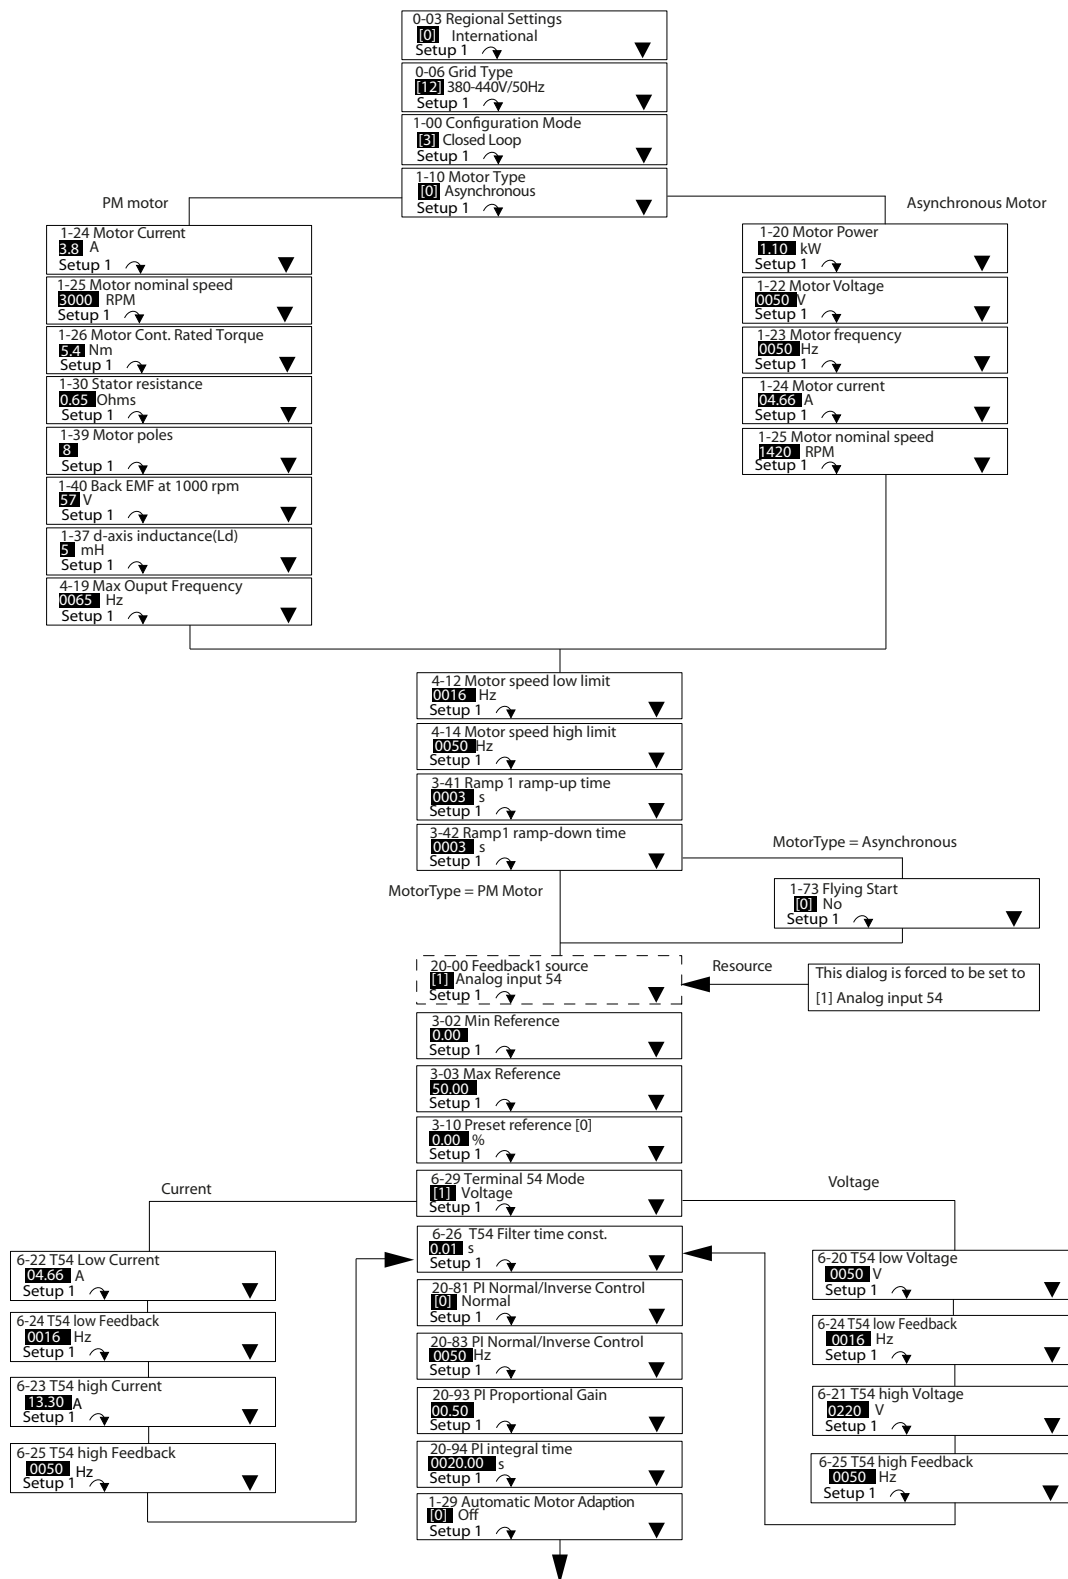 0-03 Regional Settings
[0] International
Setup 1
0-06 Grid Type
[12] 380-440V/50Hz
Setup 1
1-00 Configuration Mode
[3] Closed Loop
Setup 1
1-10 Motor Type
[0] Asynchronous
Setup 1
PM motor
Asynchronous Motor
1-24 Motor Current
3.8 A
Setup 1
1-25 Motor nominal speed
3000 RPM
Setup 1
1-26 Motor Cont. Rated Torque
5.4 Nm
Setup 1
1-30 Stator resistance
0.65 Ohms
Setup 1
1-39 Motor poles
8
Setup 1
1-40 Back EMF at 1000 rpm
57 V
Setup 1
1-37 d-axis inductance(Ld)
5 mH
Setup 1
4-19 Max Ouput Frequency
0065 Hz
Setup 1
1-20 Motor Power
1.10 kW
Setup 1
1-22 Motor Voltage
0050 V
Setup 1
1-23 Motor frequency
0050 Hz
Setup 1
1-24 Motor current
04.66 A
Setup 1
1-25 Motor nominal speed
1420 RPM
Setup 1
4-12 Motor speed low limit
0016 Hz
Setup 1
4-14 Motor speed high limit
0050 Hz
Setup 1
3-41 Ramp 1 ramp-up time
0003 s
Setup 1
3-42 Ramp1 ramp-down time
0003 s
Setup 1
MotorType = Asynchronous
MotorType = PM Motor
1-73 Flying Start
[0] No
Setup 1
20-00 Feedback1 source
[1] Analog input 54
Setup 1
Resource
This dialog is forced to be set to
[1] Analog input 54
3-02 Min Reference
0.00
Setup 1
3-03 Max Reference
50.00
Setup 1
3-10 Preset reference [0]
0.00 %
Setup 1
6-29 Terminal 54 Mode
[1] Voltage
Setup 1
Current
Voltage
6-22 T54 Low Current
04.66 A
Setup 1
6-24 T54 low Feedback
0016 Hz
Setup 1
6-23 T54 high Current
13.30 A
Setup 1
6-25 T54 high Feedback
0050 Hz
Setup 1
6-26 T54 Filter time const.
0.01 s
Setup 1
20-81 PI Normal/Inverse Control
[0] Normal
Setup 1
20-83 PI Normal/Inverse Control
0050 Hz
Setup 1
20-93 PI Proportional Gain
00.50
Setup 1
20-94 PI integral time
0020.00 s
Setup 1
1-29 Automatic Motor Adaption
[0] Off
Setup 1
6-20 T54 low Voltage
0050 V
Setup 1
6-24 T54 low Feedback
0016 Hz
Setup 1
6-21 T54 high Voltage
0220 V
Setup 1
6-25 T54 high Feedback
0050 Hz
Setup 1